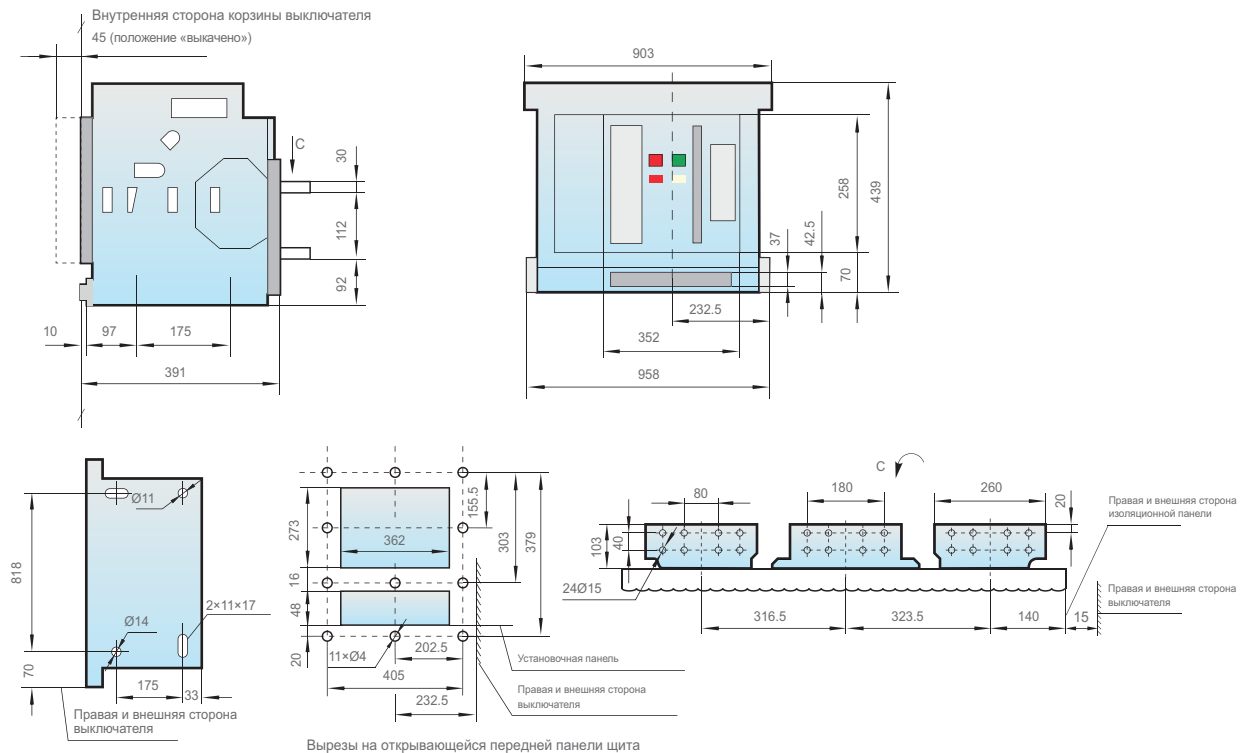 Внутренняя сторона корзины выключателя
45 (положение «выкачено»)
C
30
112
92
10
97
175
391
903
258
439
37
42.5
70
232.5
352
958
Ø11
818
2×11×17
Ø14
70
175
33
Правая и внешняя сторона
выключателя
273
362
155.5
303
379
16
48
20
11×Ø4
202.5
405
232.5
Установочная панель
Правая и внешняя сторона
выключателя
Вырезы на открывающейся передней панели щита
C
80
180
260
20
Правая и внешняя сторона
изоляционной панели
103
40
24Ø15
316.5
323.5
140
15
Правая и внешняя сторона
выключателя